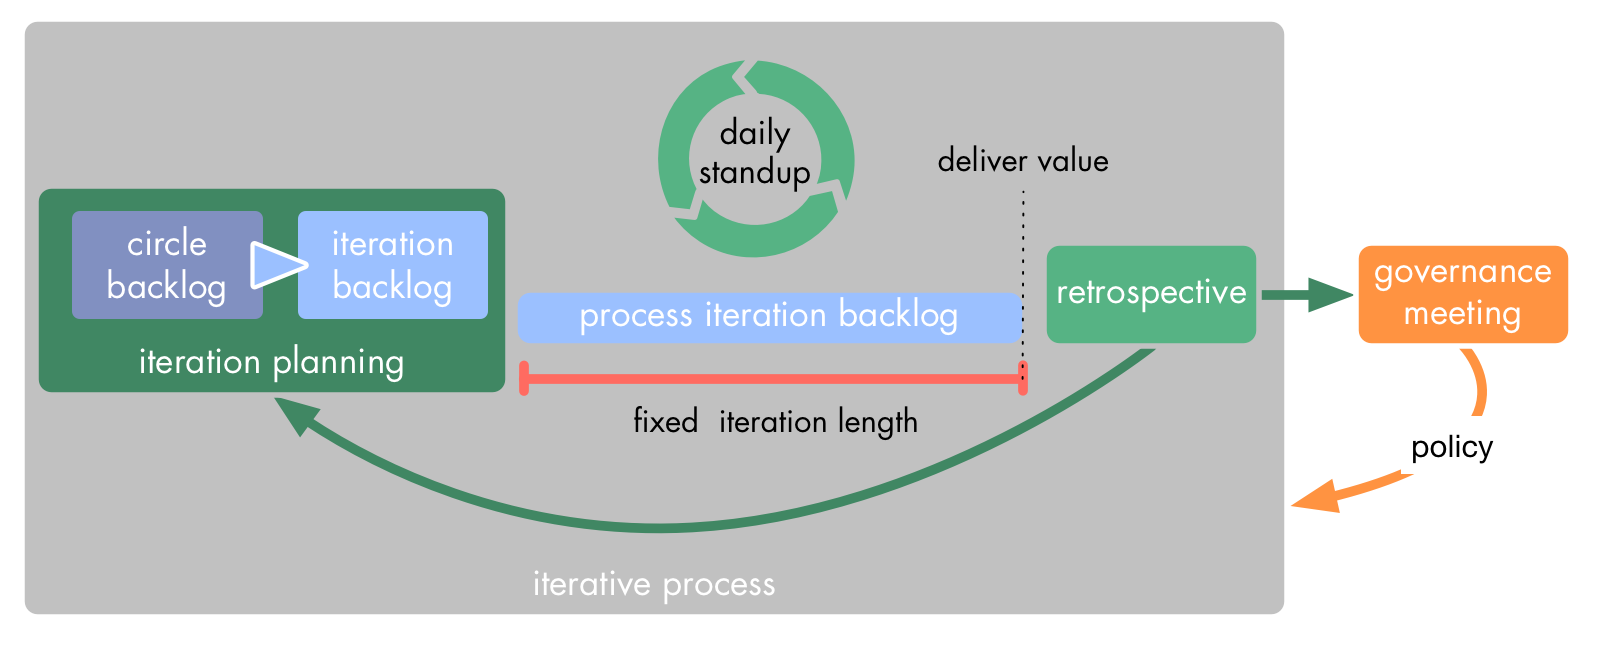 daily
standup
deliver value
circle
backlog
iteration
backlog
iteration planning
process iteration backlog
fixed  iteration length
retrospective
governance
meeting
policy
iterative process